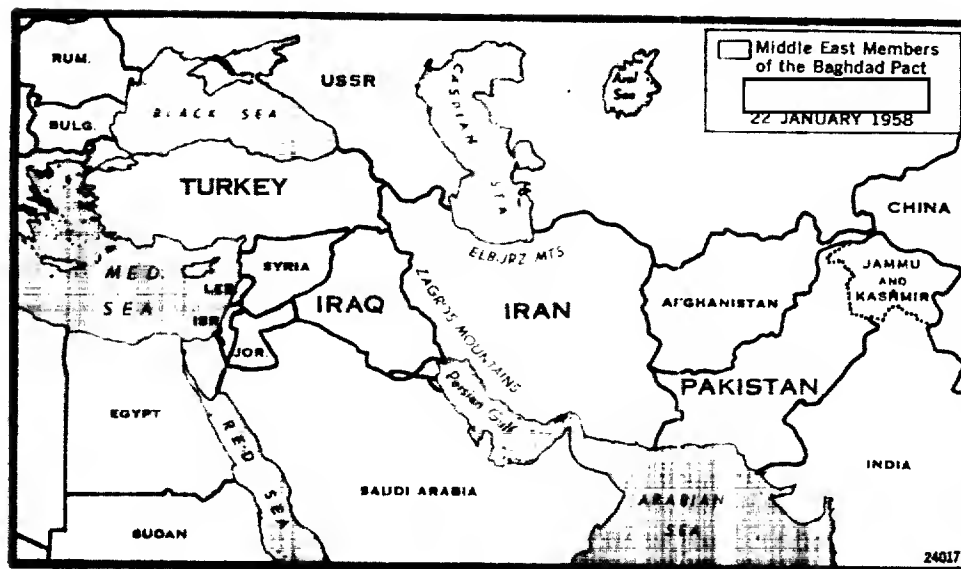 Middle East Members
of the Baghdad Pact
22 JANUARY 1958
RUM.
USSR
Aral
Sea
CASPIAN
SEA
BLACK SEA
BULG.
TURKEY
CHINA
ELBURZ MTS
JAMMU
AND
KASHMIR
MED.
SEA
SYRIA
LEB.
ZAGROS MOUNTAINS
AFGHANISTAN
IRAQ
IRAN
ISR.
JOR.
PAKISTAN
Persian Gulf
EGYPT
RED SEA
INDIA
SAUDI ARABIA
ARABIAN
SEA
SUDAN
24017